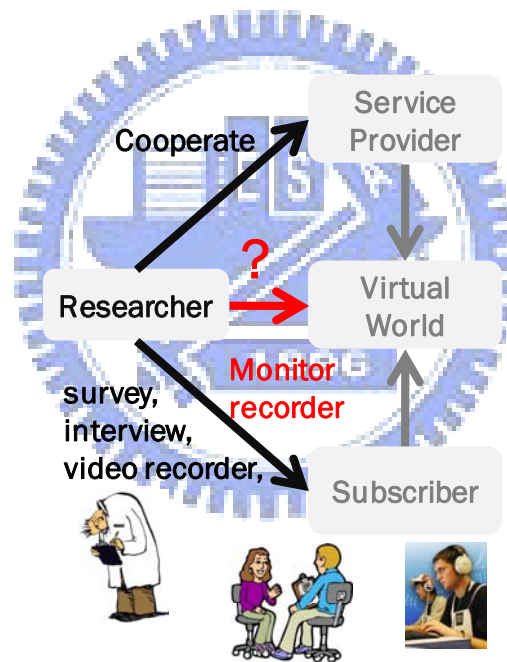 Service
Provider
Cooperate
?
Researcher
Virtual
World
Monitor
recorder
survey,
interview,
video recorder,
Subscriber